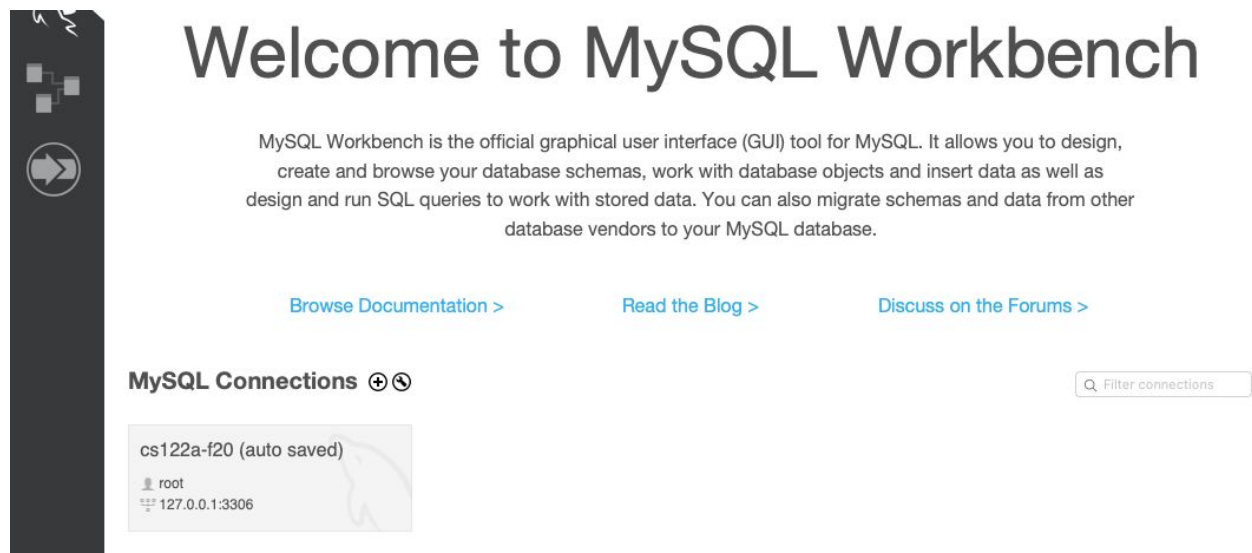 Welcome to MySQL Workbench
MySQL Workbench is the official graphical user interface (GUI) tool for MySQL. It allows you to design,
create and browse your database schemas, work with database objects and insert data as well as
design and run SQL queries to work with stored data. You can also migrate schemas and data from other
database vendors to your MySQL database.
Browse Documentation > Read the Blog > Discuss on the Forums >
MySQL Connections
Filter connections
cs122a-f20 (auto saved)
root
127.0.0.1:3306